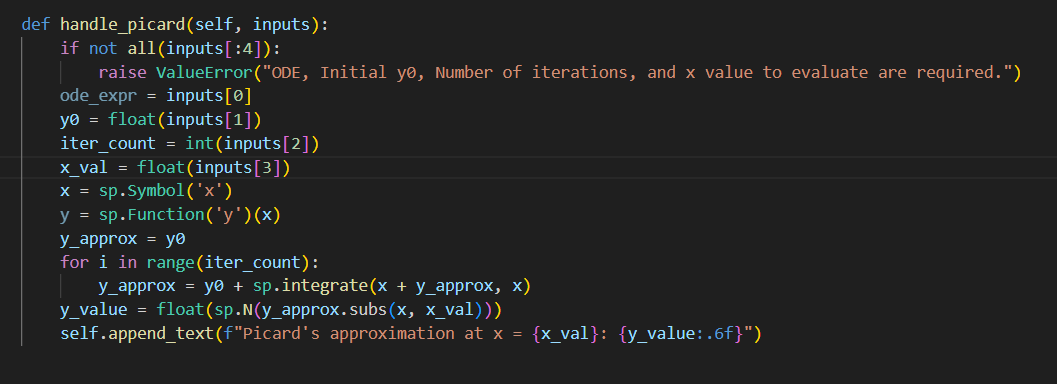 def handle_picard(self, inputs):
    if not all(inputs[:4]):
        raise ValueError("ODE, Initial y0, Number of iterations, and x value to evaluate are required.")
    ode_expr = inputs[0]
    y0 = float(inputs[1])
    iter_count = int(inputs[2])
    x_val = float(inputs[3])
    x = sp.Symbol('x')
    y = sp.Function('y')(x)
    y_approx = y0
    for i in range(iter_count):
        y_approx = y0 + sp.integrate(x + y_approx, x)
    y_value = float(sp.N(y_approx.subs(x, x_val)))
    self.append_text(f"Picard's approximation at x = {x_val}: {y_value:.6f}")